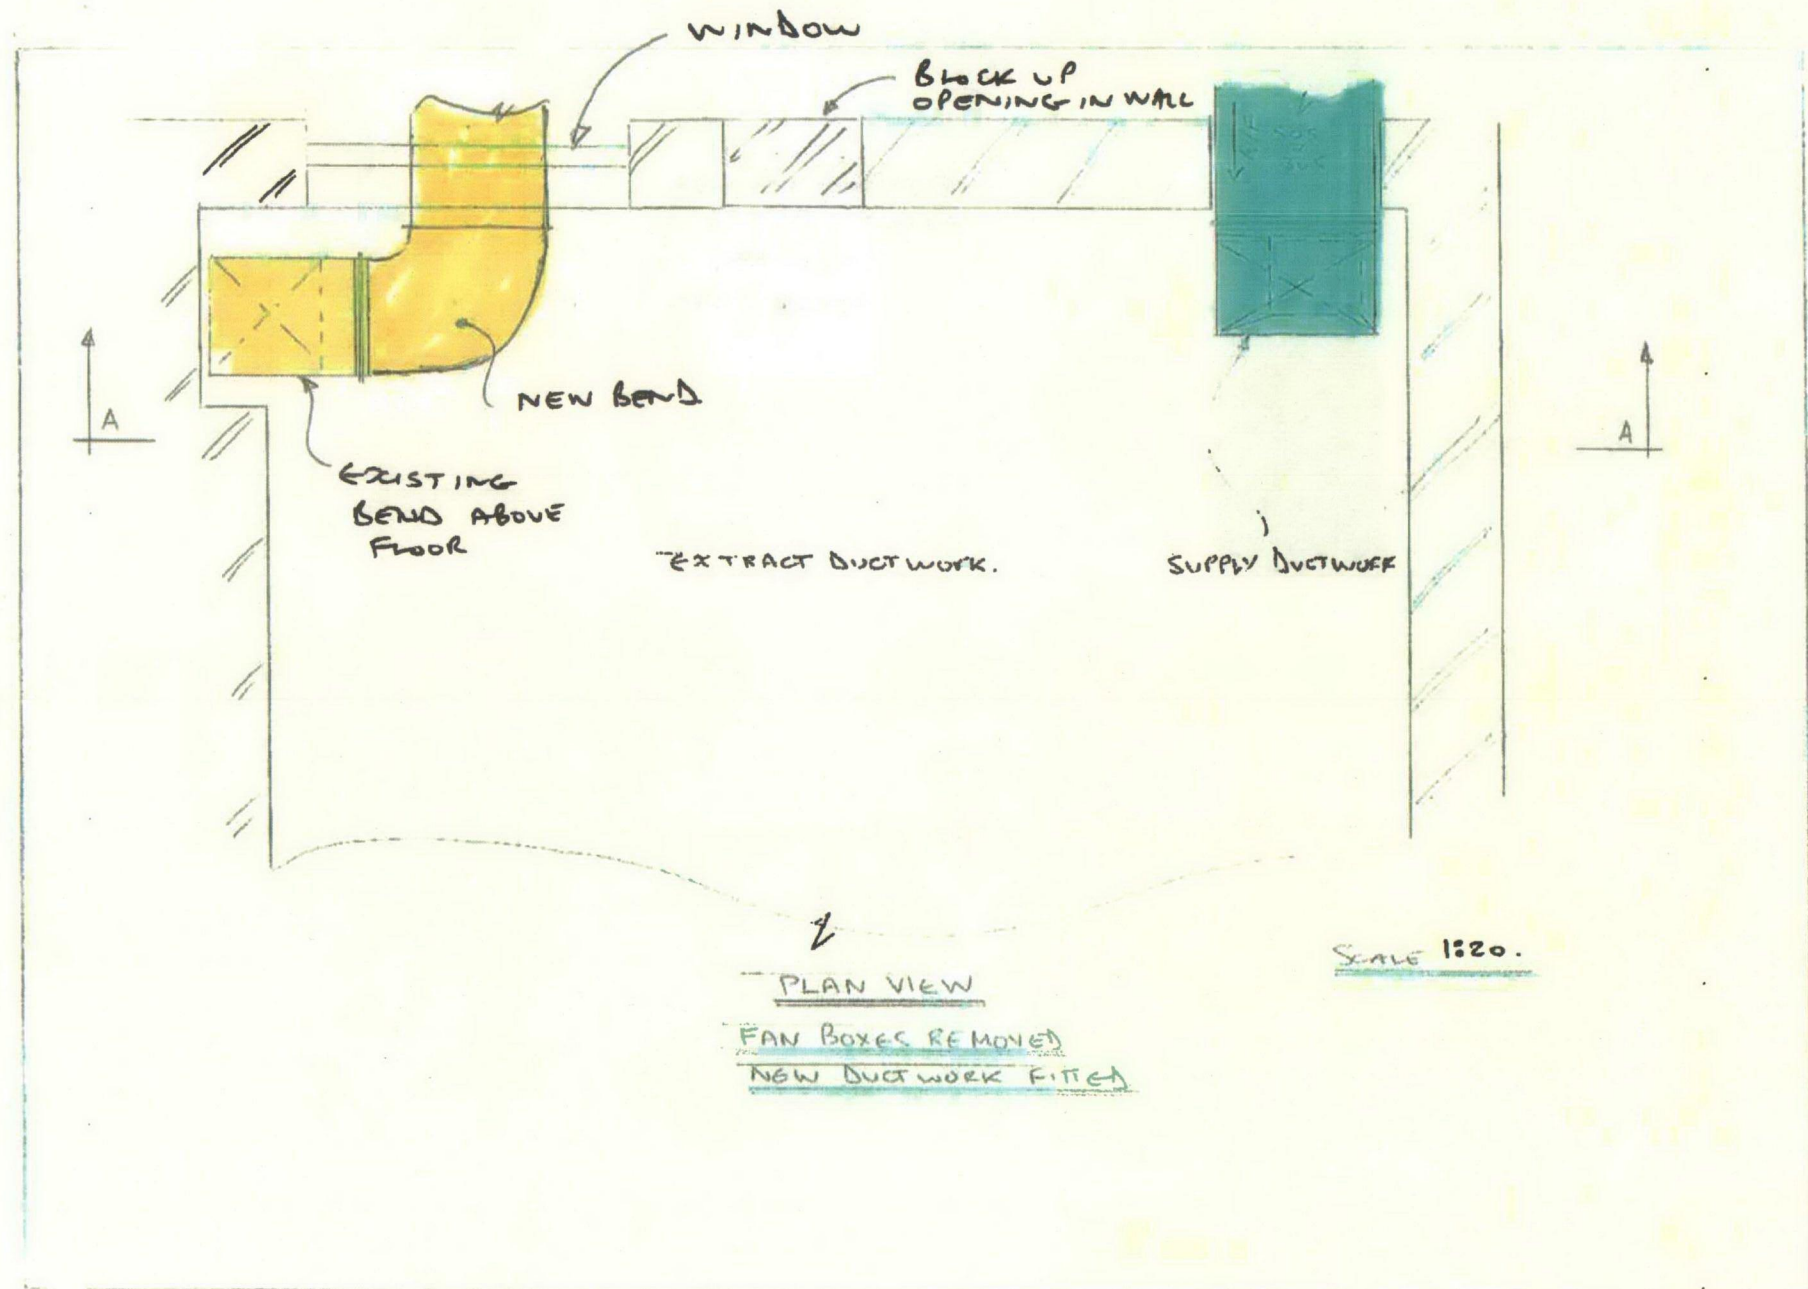 WINDOW
BLOCK UP
OPENING IN WALL
A
A
NEW BEND
EXISTING
BEND ABOVE
FLOOR
EXTRACT DUCTWORK.
SUPPLY DUCTWORK
SCALE 1:20.
PLAN VIEW
FAN BOXES REMOVED
NEW DUCTWORK FITTED